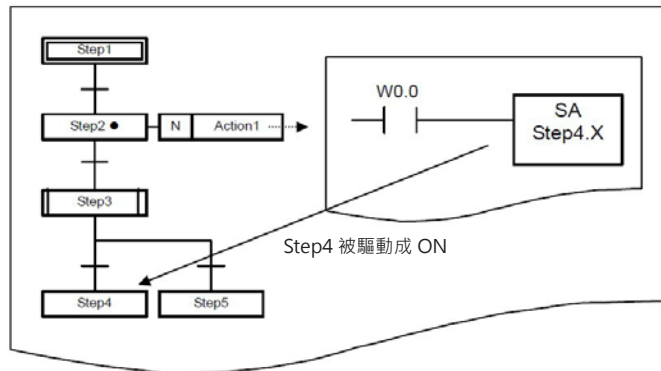 Step1
Step2
N
Action1
Step3
Step4
Step5
W0.0
SA
Step4.X
Step4 被驅動成 ON